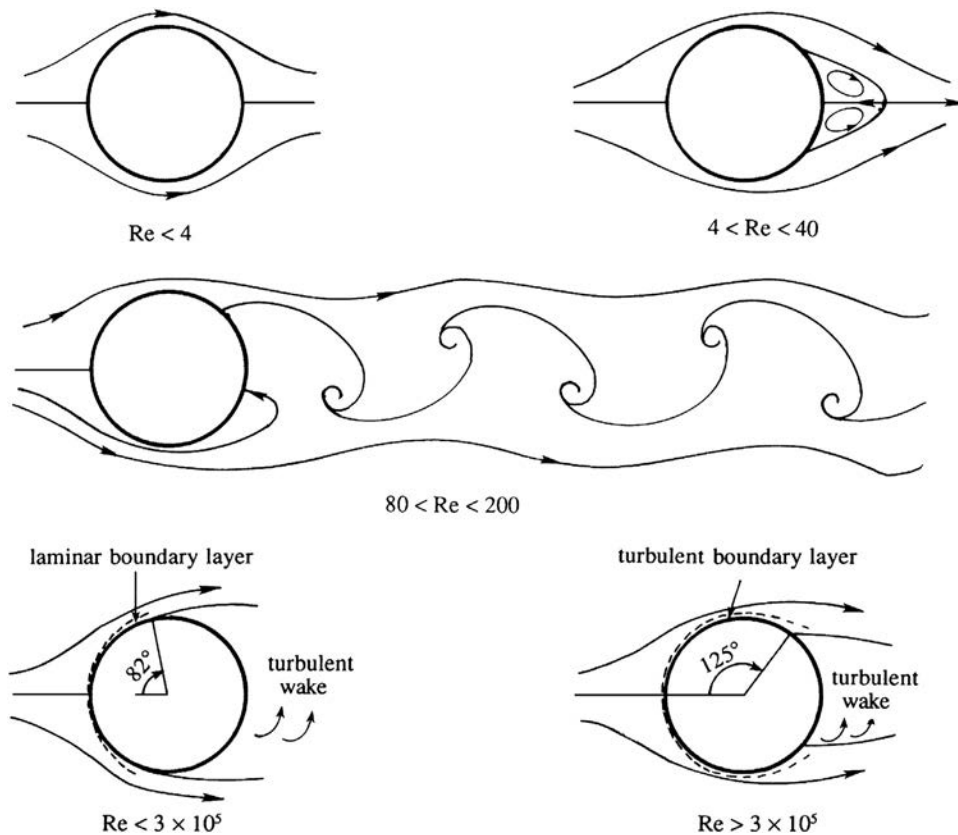 Re < 4
4 < Re < 40
80 < Re < 200
laminar boundary layer
82°
turbulent
wake
Re < 3 × 10⁵
turbulent boundary layer
125°
turbulent
wake
Re > 3 × 10⁵